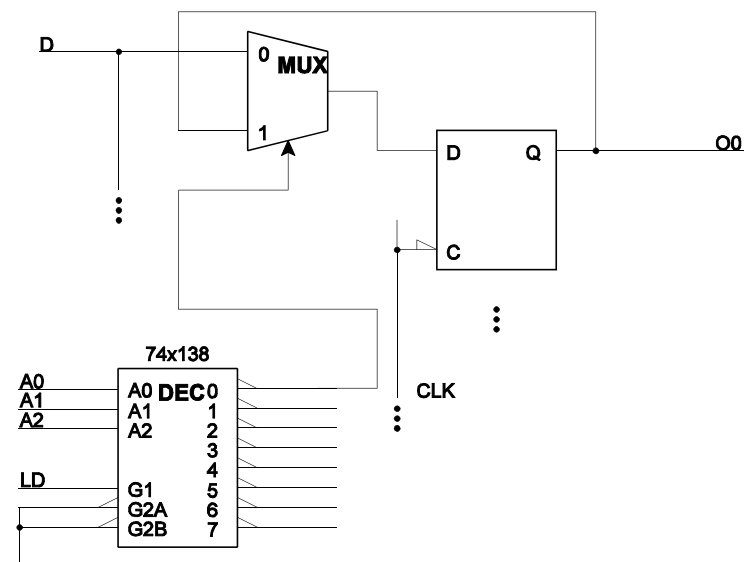 D
0
MUX
1
D Q
O0
C
CLK
74x138
A0 A0 DEC 0
A1 A1 1
A2 A2 2
3
4
LD G1 5
G2A 6
G2B 7